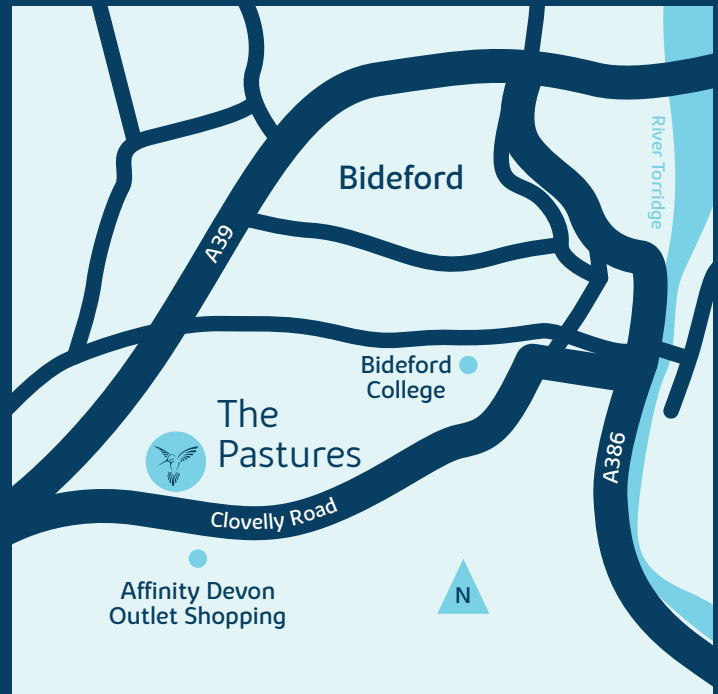 River Torridge
Bideford
A39
Bideford
College
The
Pastures
A386
Clovelly Road
Affinity Devon
Outlet Shopping
N